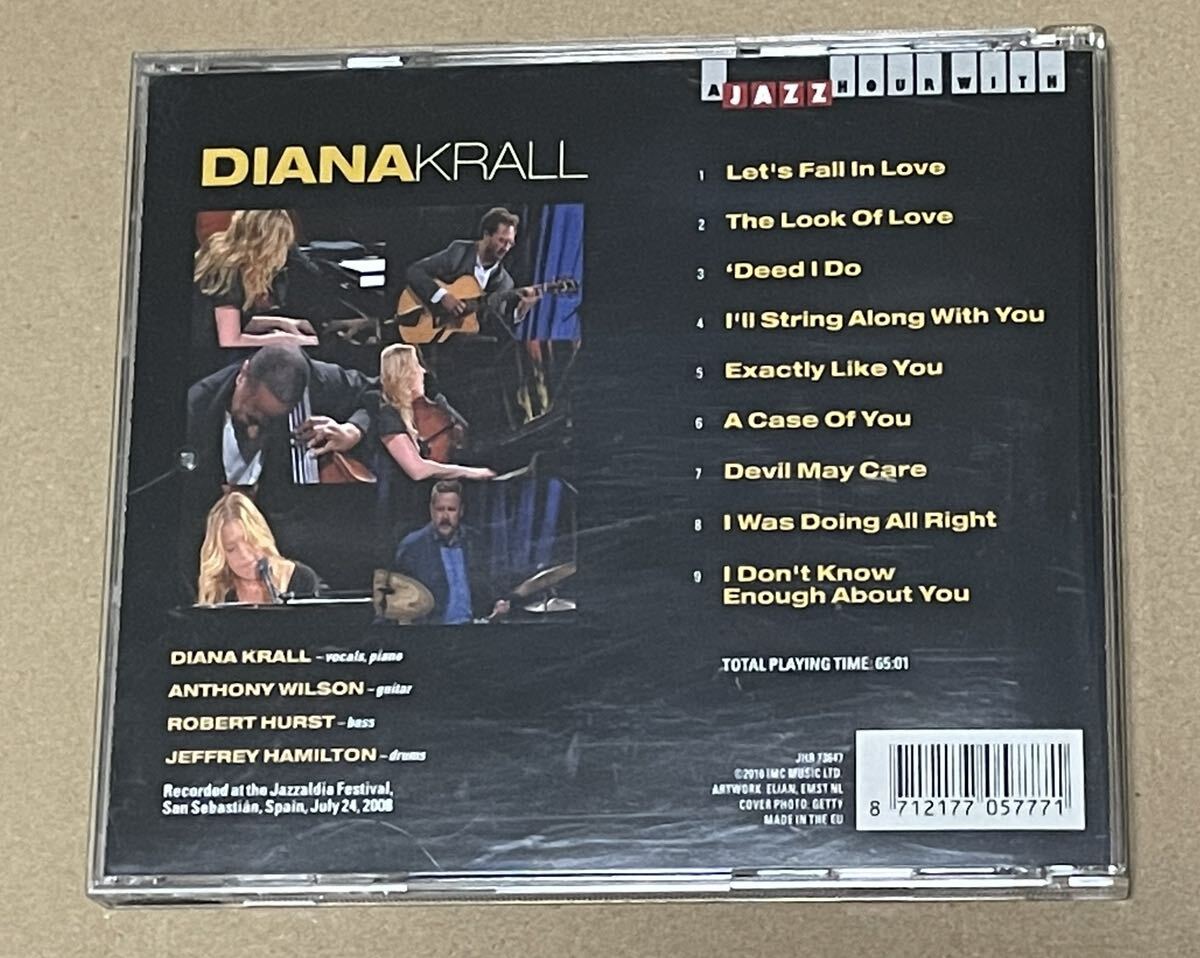 A JAZZ HOUR WITH
DIANA KRALL
1 Let's Fall In Love
2 The Look Of Love
3 ‘Deed I Do
4 I'll String Along With You
5 Exactly Like You
6 A Case Of You
7 Devil May Care
8 I Was Doing All Right
9 I Don't Know
Enough About You
TOTAL PLAYING TIME: 65:01
DIANA KRALL – vocals, piano
ANTHONY WILSON – guitar
ROBERT HURST – bass
JEFFREY HAMILTON – drums
Recorded at the Jazzaldia Festival,
San Sebastián, Spain, July 24, 2008
JHR 73647
©2016 IMC MUSIC LTD.
ARTWORK: ELJAN, EMST NL
COVER PHOTO: GETTY
MADE IN THE EU
8 712177 057771